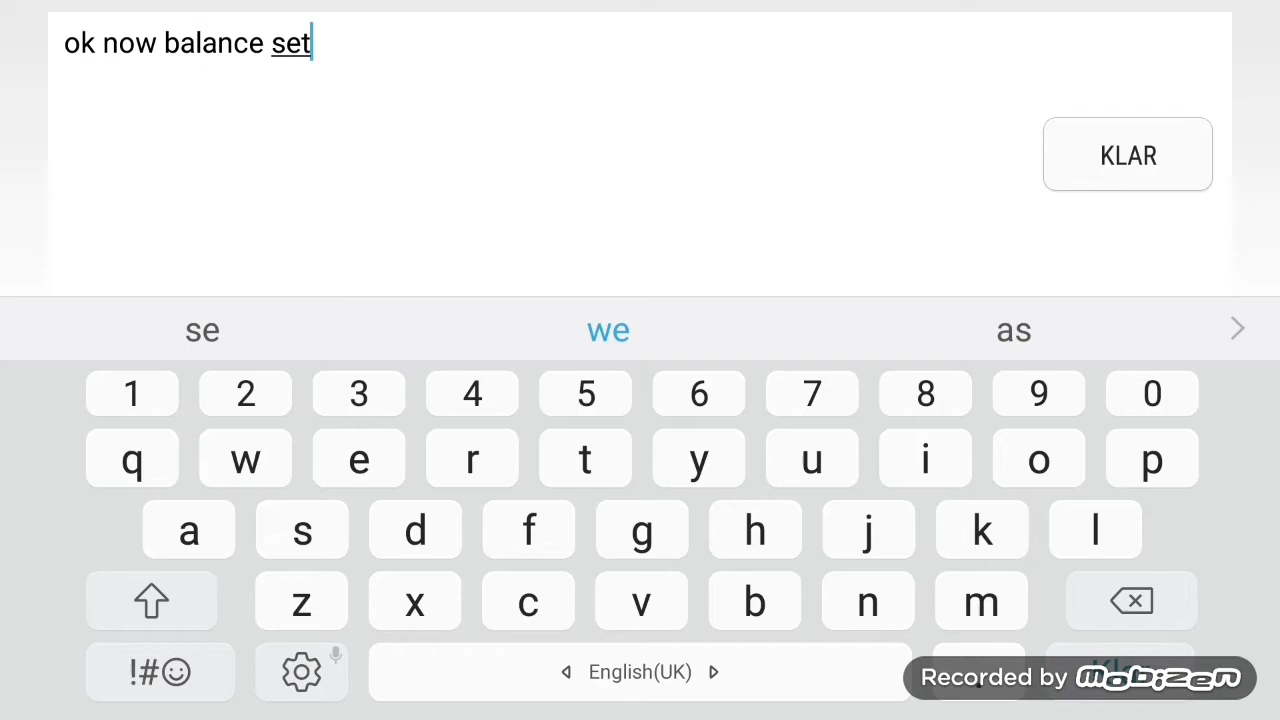 ok now balance set
KLAR
se we as
1 2 3 4 5 6 7 8 9 0
q w e r t y u i o p
a s d f g h j k l
z x c v b n m
!#☺ English(UK)
Recorded by mobizen